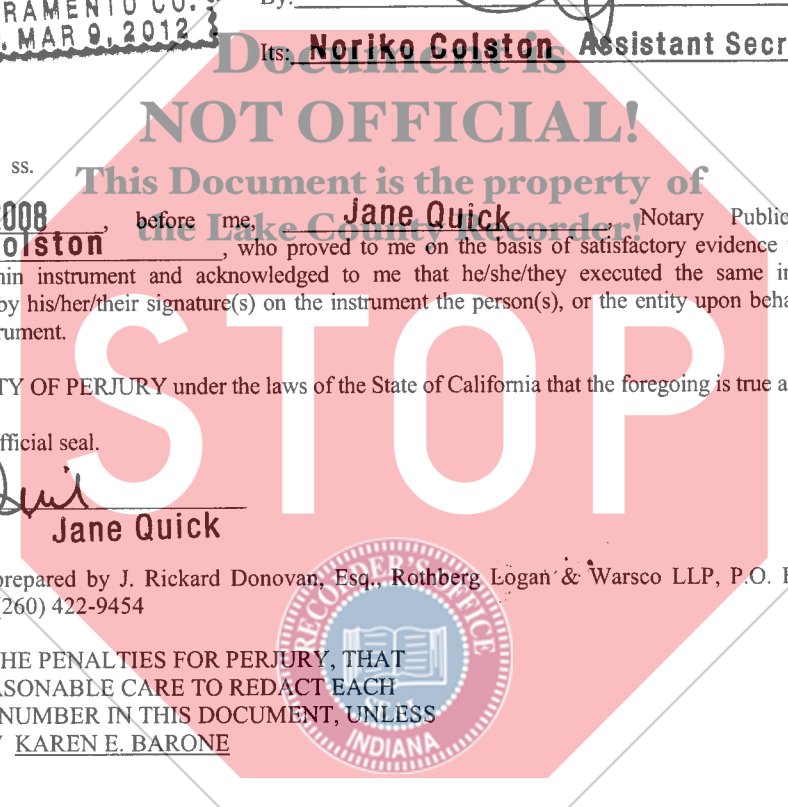 RAMENTO CO.
. MAR 9, 2012
By:
Its: Noriko Colston Assistant Secr
Document is
NOT OFFICIAL!
This Document is the property of
the Lake County Recorder!
ss.
008, before me, Jane Quick, Notary Public
olston, who proved to me on the basis of satisfactory evidence
hin instrument and acknowledged to me that he/she/they executed the same in
by his/her/their signature(s) on the instrument the person(s), or the entity upon beha
rument.
TY OF PERJURY under the laws of the State of California that the foregoing is true a
fficial seal.
Jane Quick
STOP
prepared by J. Rickard Donovan, Esq., Rothberg Logan & Warsco LLP, P.O.
(260) 422-9454
HE PENALTIES FOR PERJURY, THAT
ASONABLE CARE TO REDACT EACH
NUMBER IN THIS DOCUMENT, UNLESS
KAREN E. BARONE
RECORDER'S OFFICE
SEAL
INDIANA